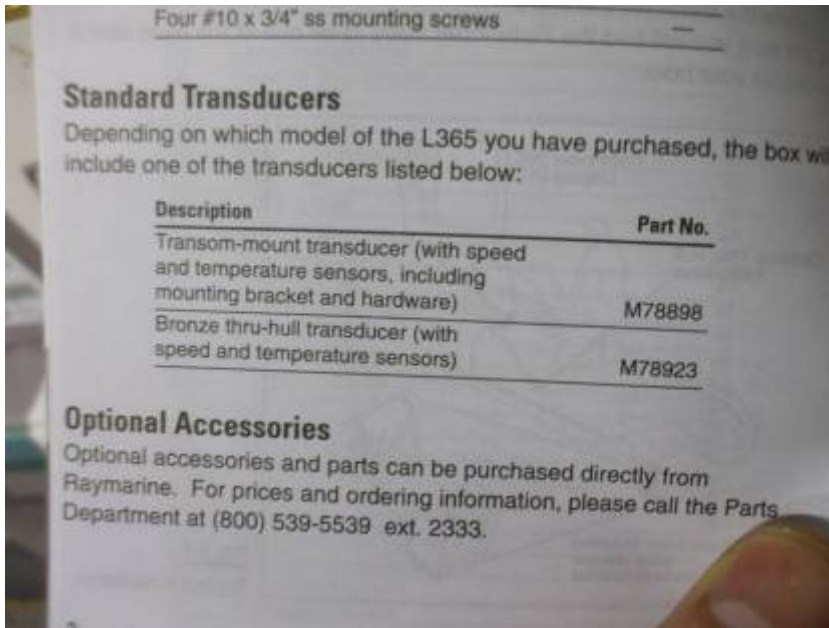 Four #10 x 3/4" ss mounting screws —
Standard Transducers
Depending on which model of the L365 you have purchased, the box
include one of the transducers listed below:
Description Part No.
Transom-mount transducer (with speed
and temperature sensors, including
mounting bracket and hardware) M78898
Bronze thru-hull transducer (with
speed and temperature sensors) M78923
Optional Accessories
Optional accessories and parts can be purchased directly from
Raymarine. For prices and ordering information, please call the Parts
Department at (800) 539-5539 ext. 2333.